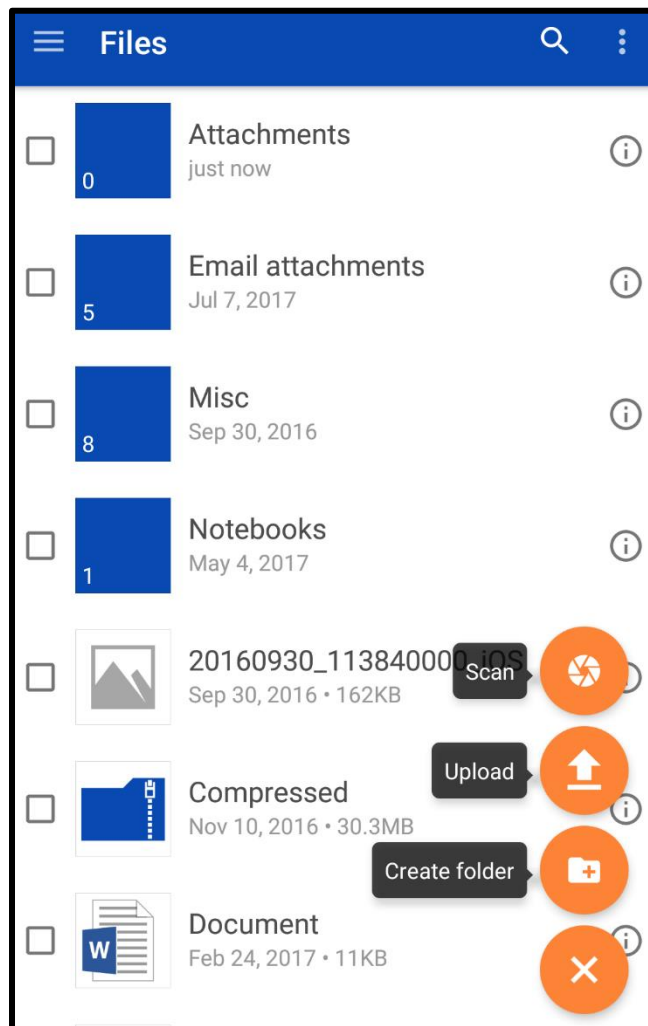 Files
Attachments
just now
0
Email attachments
Jul 7, 2017
5
Misc
Sep 30, 2016
8
Notebooks
May 4, 2017
1
20160930_113840000_iOS
Sep 30, 2016 • 162KB
Scan
Upload
Compressed
Nov 10, 2016 • 30.3MB
Create folder
Document
Feb 24, 2017 • 11KB
W